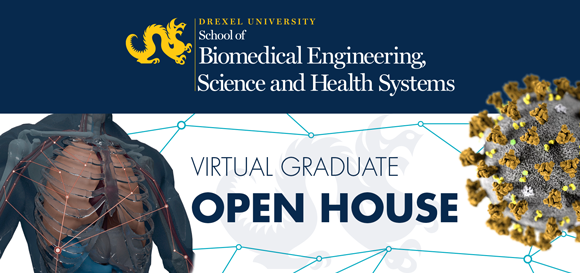 DREXEL UNIVERSITY
School of
Biomedical Engineering,
Science and Health Systems
VIRTUAL GRADUATE
OPEN HOUSE